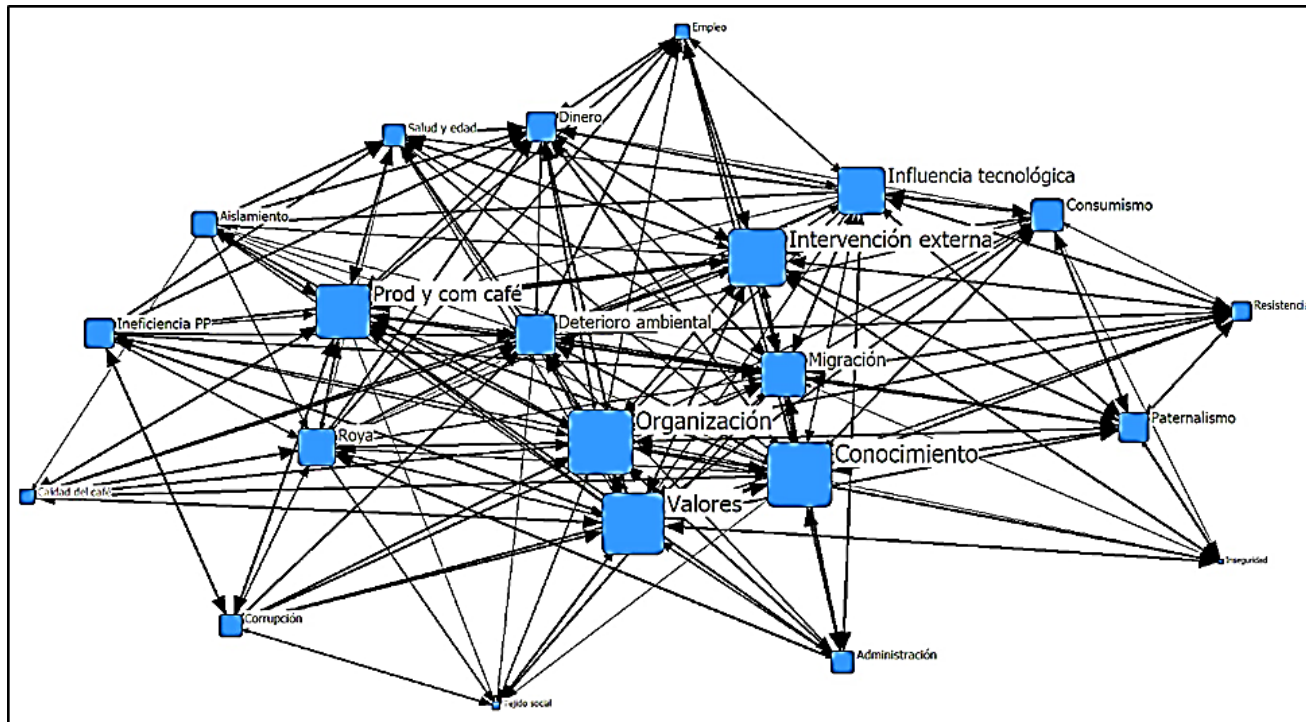 Empleo
Dinero
Salud y edad
Influencia tecnológica
Consumismo
Aislamiento
Intervención externa
Prod y com café
Resistencia
Ineficiencia PP
Deterioro ambiental
Migración
Organización
Paternalismo
Roya
Conocimiento
Calidad del café
Valores
Inseguridad
Corrupción
Administración
Tejido social